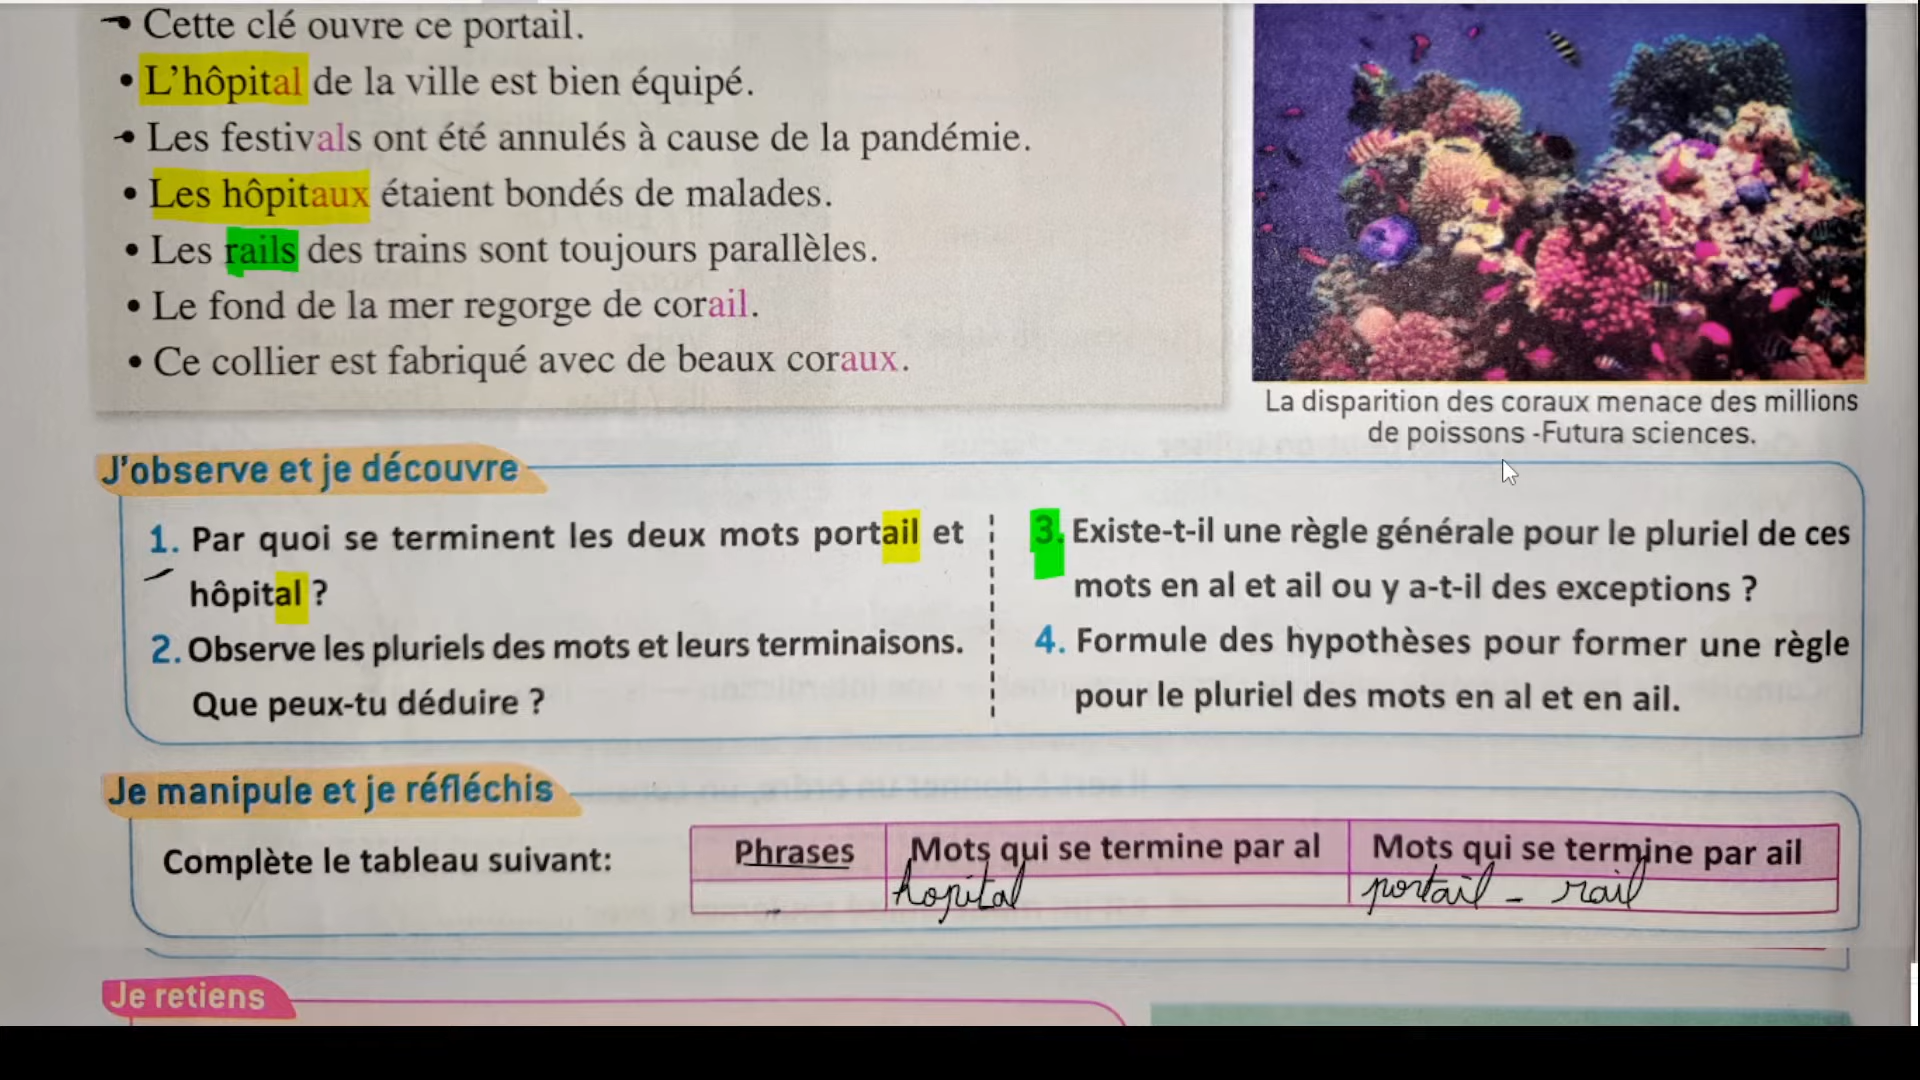 Cette clé ouvre ce portail.
• L'hôpital de la ville est bien équipé.
Les festivals ont été annulés à cause de la pandémie.
• Les hôpitaux étaient bondés de malades.
• Les rails des trains sont toujours parallèles.
• Le fond de la mer regorge de corail.
• Ce collier est fabriqué avec de beaux coraux.
La disparition des coraux menace des millions
de poissons -Futura sciences.
J'observe et je découvre
1. Par quoi se terminent les deux mots portail et
hôpital ?
2. Observe les pluriels des mots et leurs terminaisons.
Que peux-tu déduire ?
3. Existe-t-il une règle générale pour le pluriel de ces
mots en al et ail ou y a-t-il des exceptions ?
4. Formule des hypothèses pour former une règle
pour le pluriel des mots en al et en ail.
Je manipule et je réfléchis
Complète le tableau suivant:
Phrases Mots qui se termine par al Mots qui se termine par ail
hopital portail - rail
Je retiens